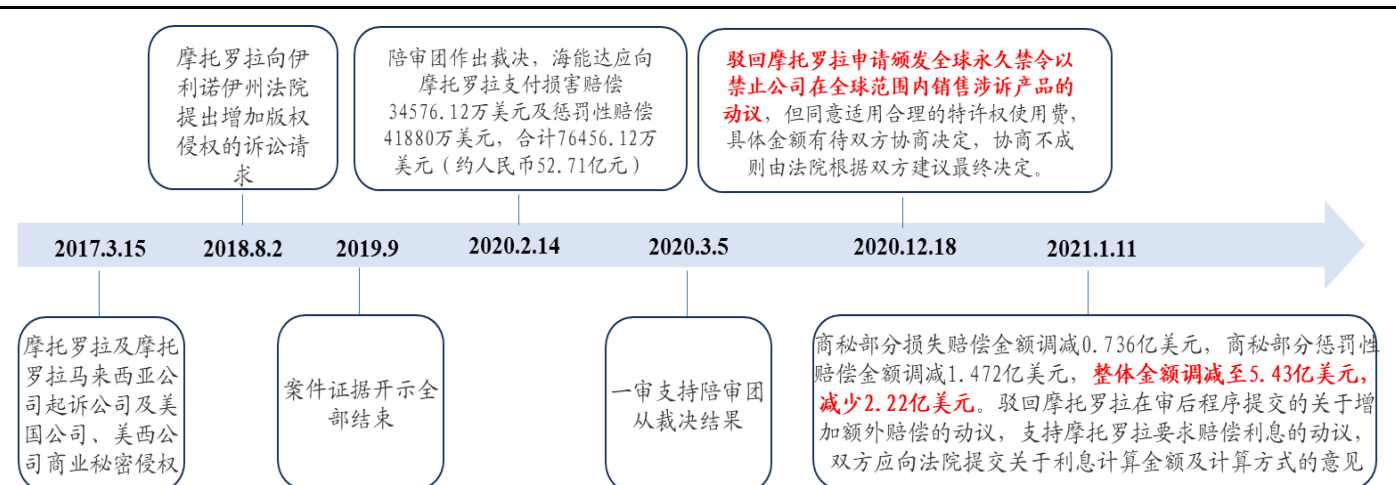 摩托罗拉向伊
利诺伊州法院
提出增加版权
侵权的诉讼请
求
陪审团作出裁决，海能达应向
摩托罗拉支付损害赔偿
34576.12万美元及惩罚性赔偿
41880万美元，合计76456.12万
美元（约人民币52.71亿元）
驳回摩托罗拉申请颁发全球永久禁令以
禁止公司在全球范围内销售涉诉产品的
动议，但同意适用合理的特许权使用费，
具体金额有待双方协商决定，协商不成
则由法院根据双方建议最终决定。
2017.3.15
2018.8.2
2019.9
2020.2.14
2020.3.5
2020.12.18
2021.1.11
摩托罗拉及摩托
罗拉马来西亚公
司起诉公司及美
国公司、美西公
司商业秘密侵权
案件证据开示全
部结束
一审支持陪审团
从裁决结果
商秘部分损失赔偿金额调减0.736亿美元，商秘部分惩罚性
赔偿金额调减1.472亿美元，整体金额调减至5.43亿美元，
减少2.22亿美元。驳回摩托罗拉在审后程序提交的关于增
加额外赔偿的动议，支持摩托罗拉要求赔偿利息的动议，
双方应向法院提交关于利息计算金额及计算方式的意见